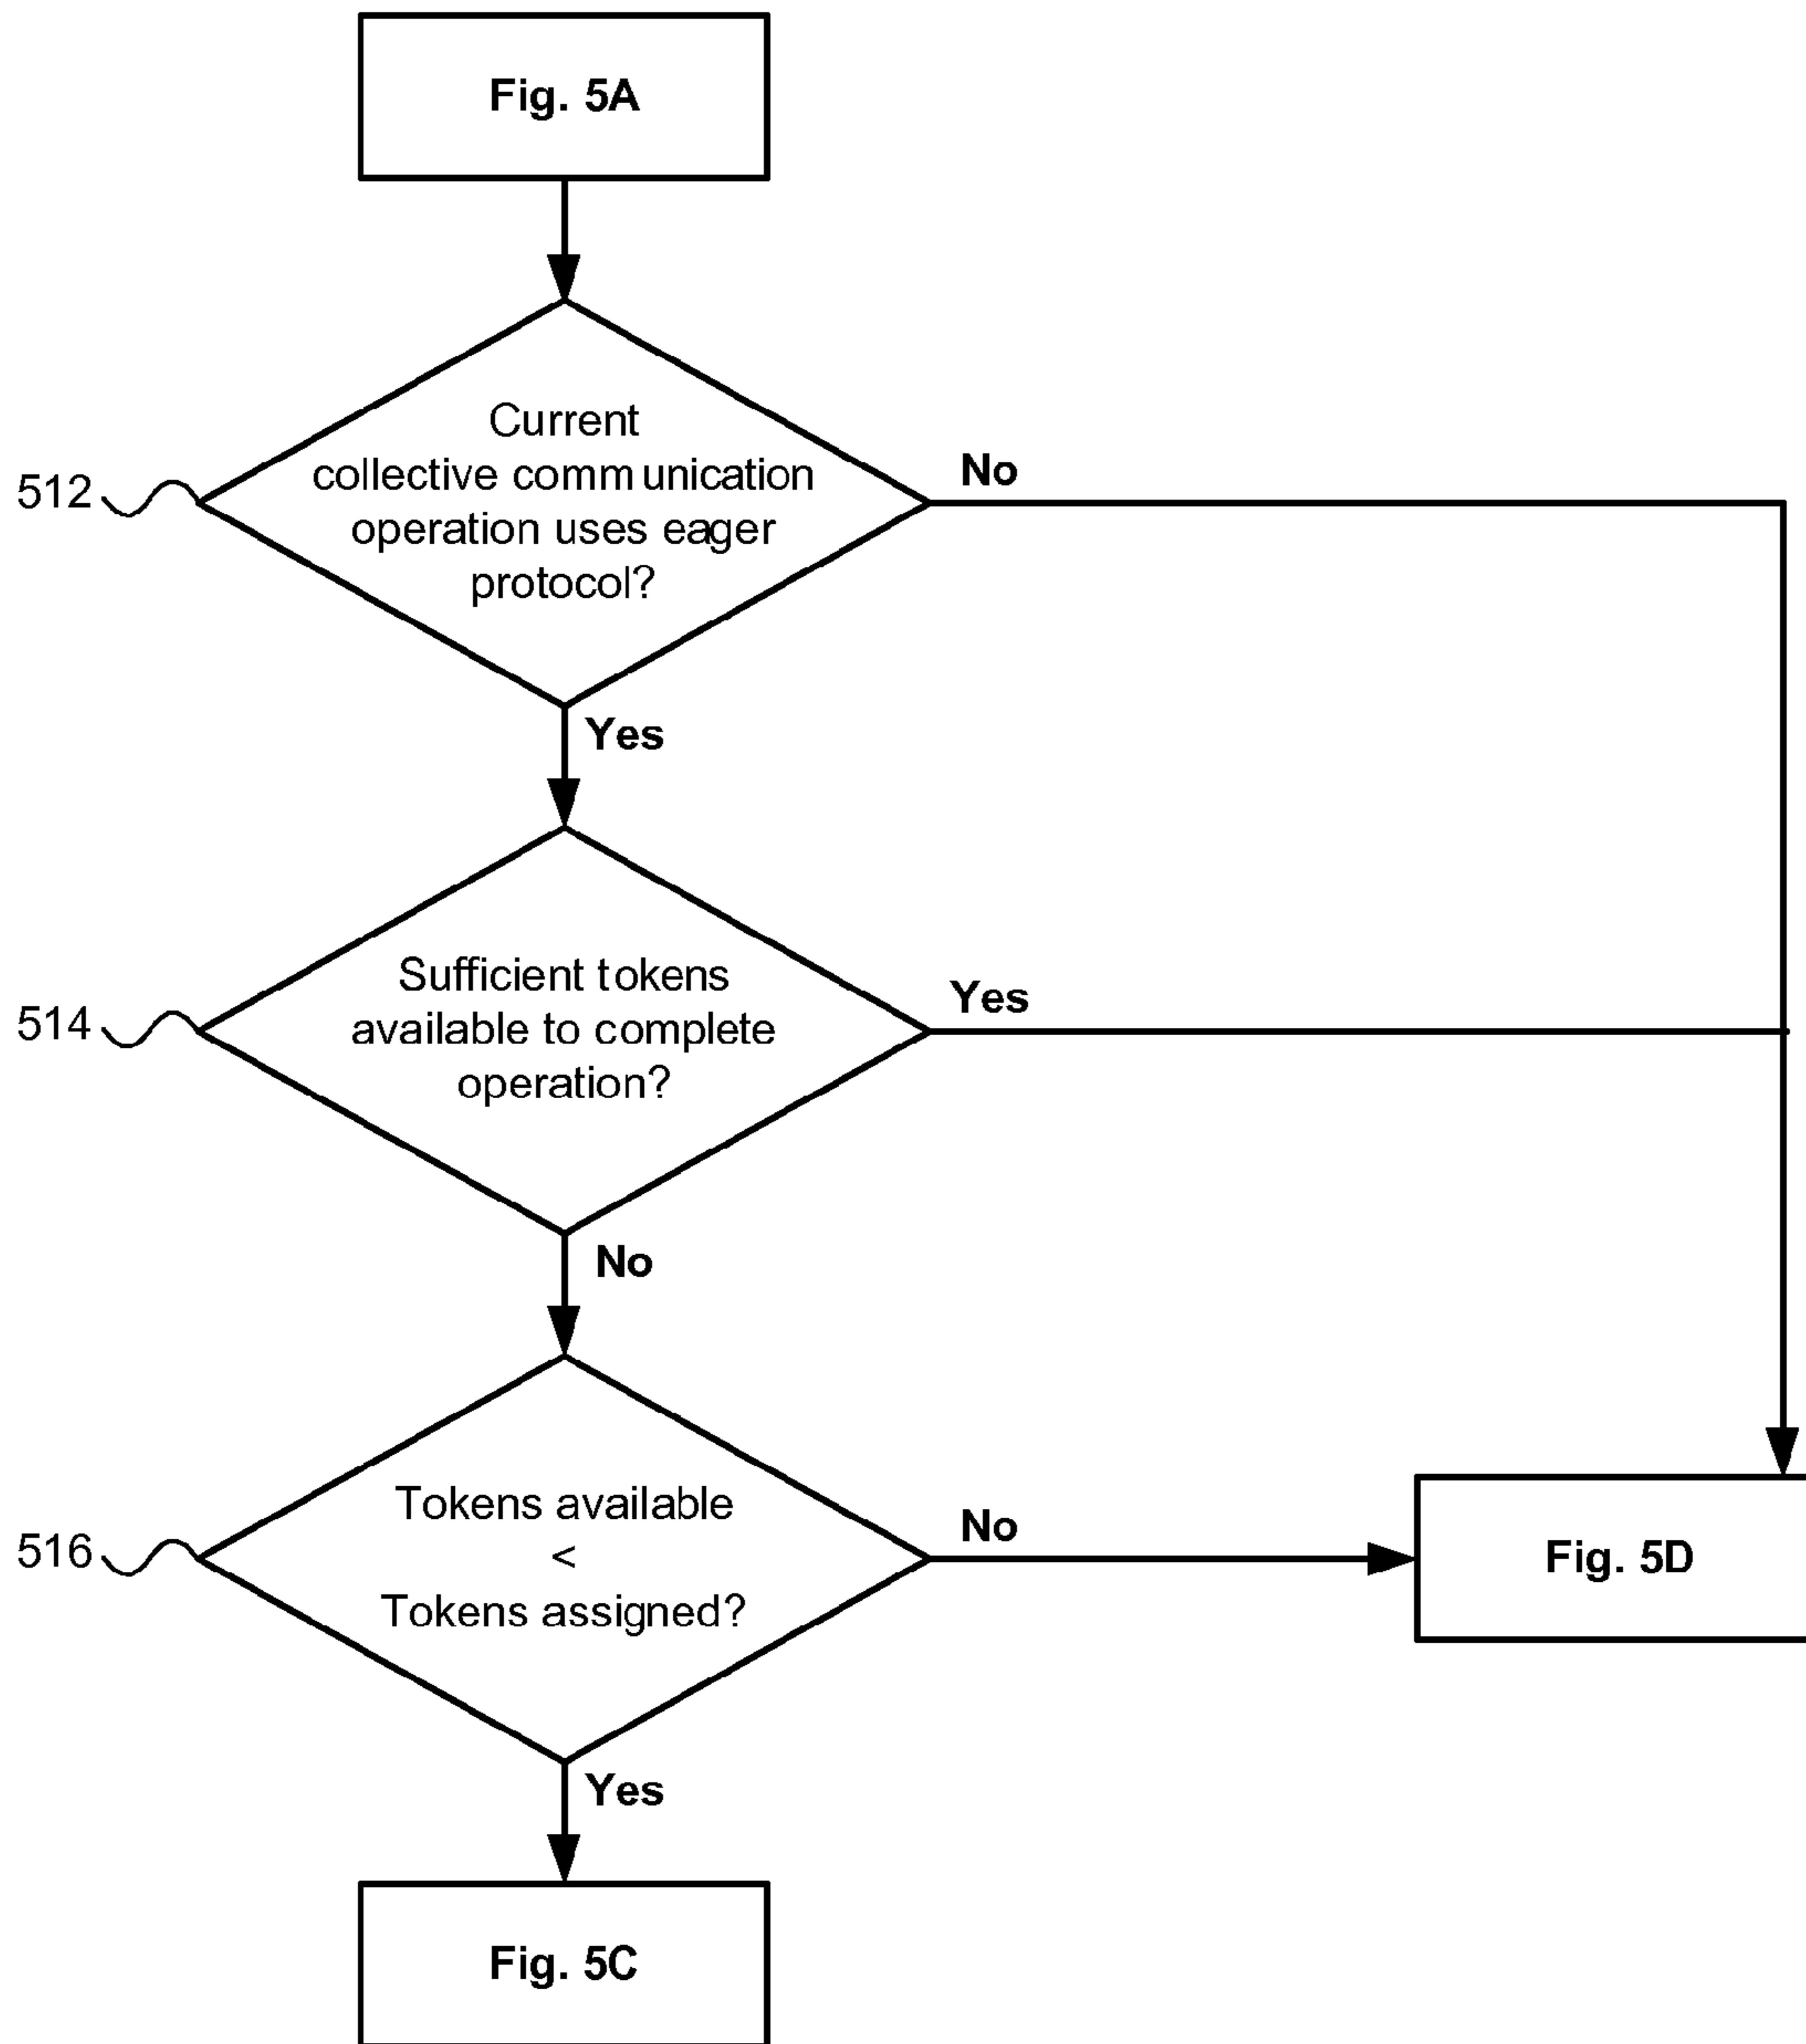 Fig. 5A
Current
collective communication
operation uses eager
protocol?
512
No
Yes
Sufficient tokens
available to complete
operation?
514
Yes
No
Tokens available
<
Tokens assigned?
516
No
Fig. 5D
Yes
Fig. 5C